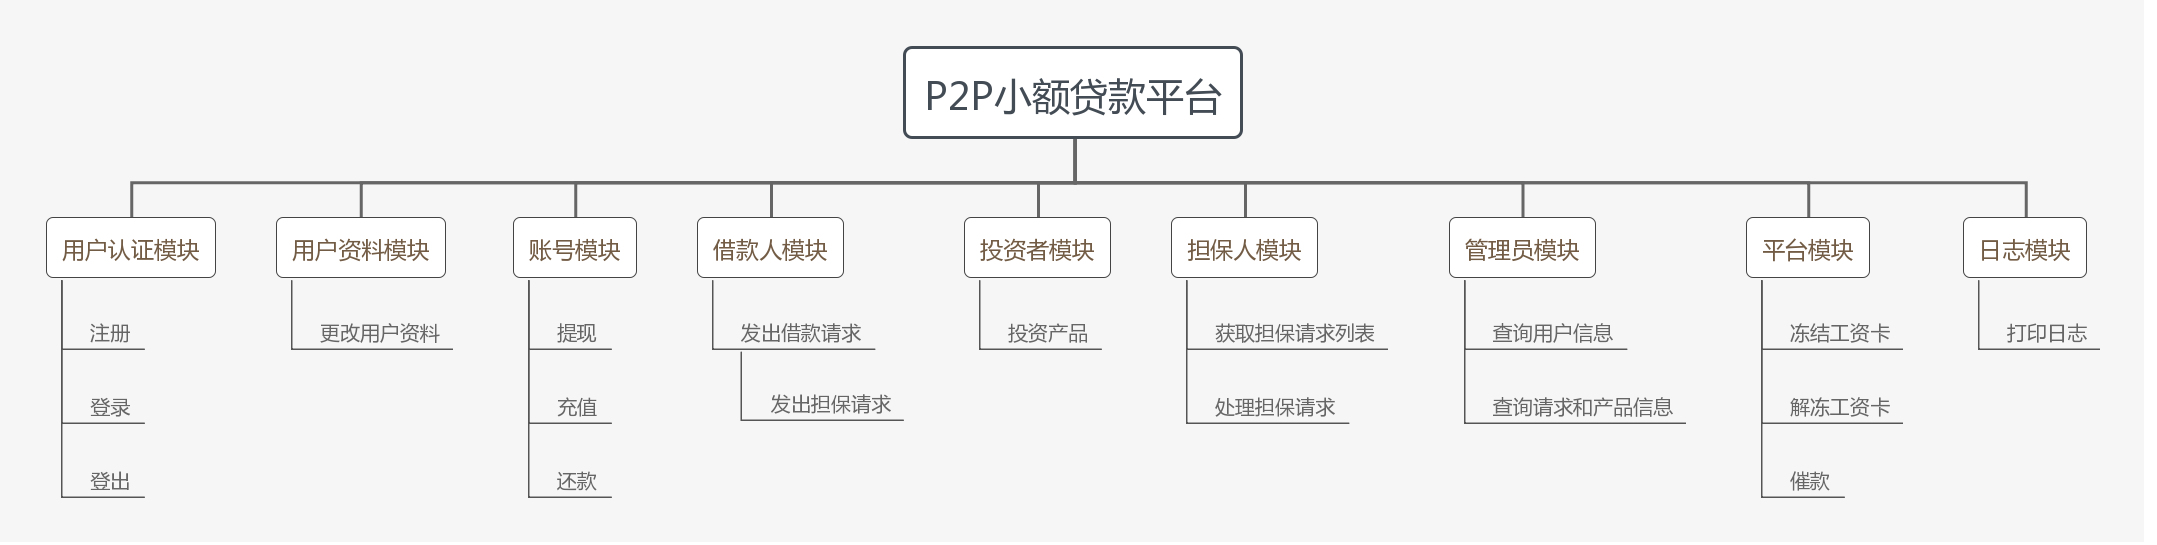 P2P小额贷款平台
用户认证模块
用户资料模块
账号模块
借款人模块
投资者模块
担保人模块
管理员模块
平台模块
日志模块
注册
更改用户资料
提现
发出借款请求
投资产品
获取担保请求列表
查询用户信息
冻结工资卡
打印日志
登录
充值
发出担保请求
处理担保请求
查询请求和产品信息
解冻工资卡
登出
还款
催款